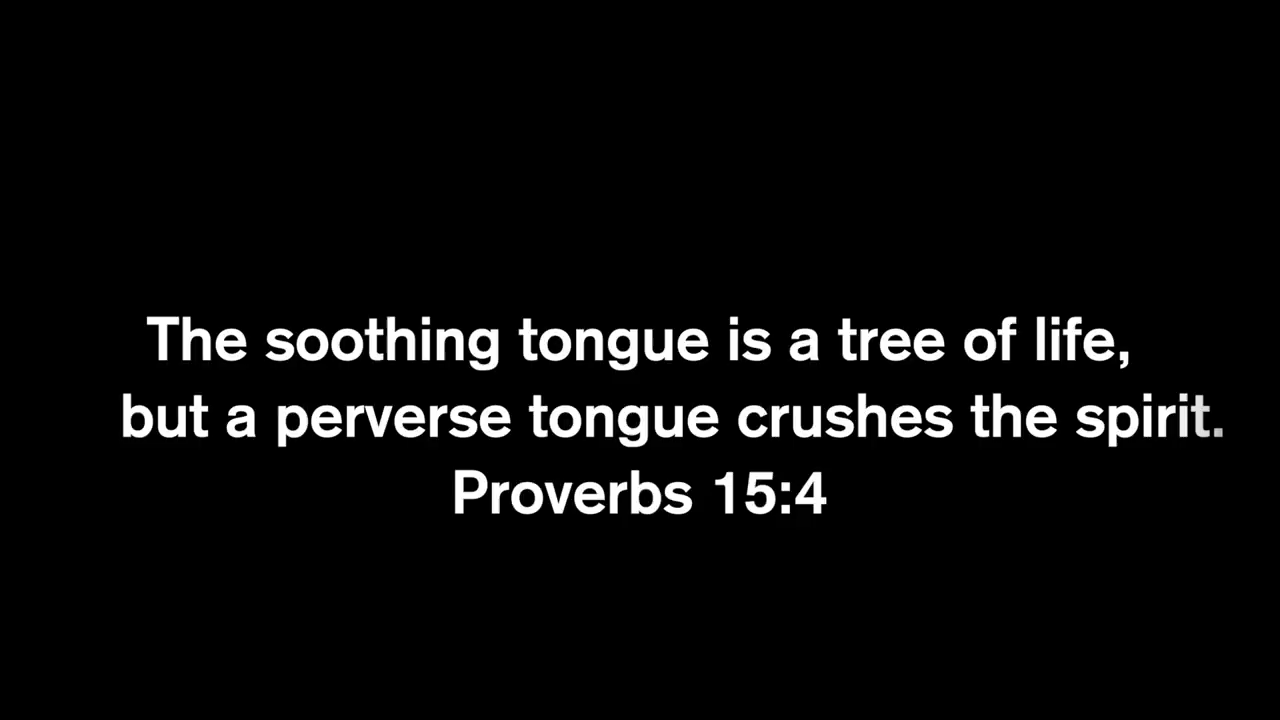 The soothing tongue is a tree of life,
but a perverse tongue crushes the spirit.
Proverbs 15:4